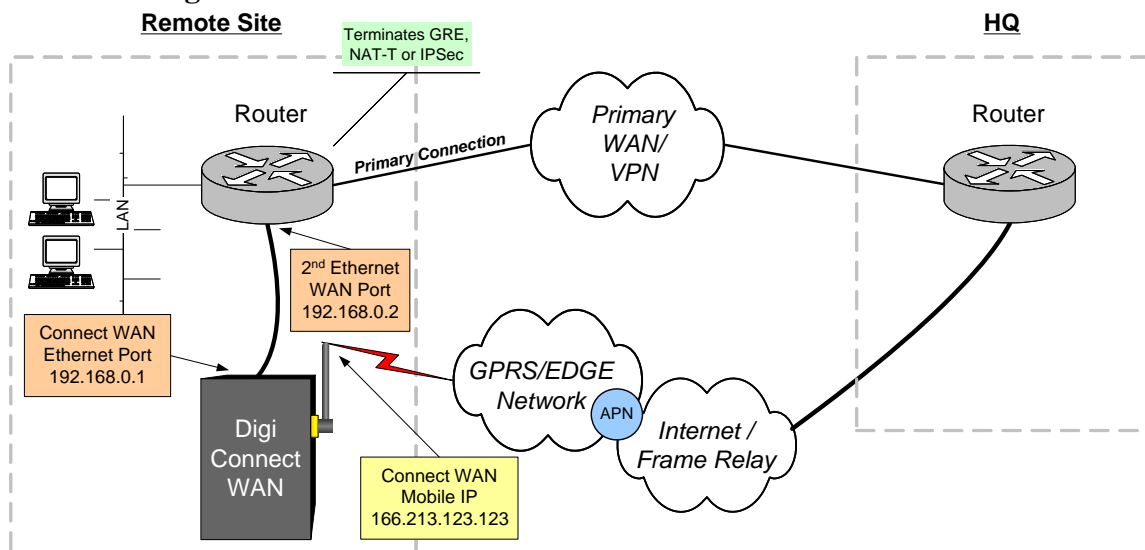 Remote Site
HQ
Terminates GRE,
NAT-T or IPSec
Router
Primary Connection
Primary
WAN/
VPN
Router
LAN
2nd Ethernet
WAN Port
192.168.0.2
Connect WAN
Ethernet Port
192.168.0.1
GPRS/EDGE
Network
APN
Internet /
Frame Relay
Digi
Connect
WAN
Connect WAN
Mobile IP
166.213.123.123